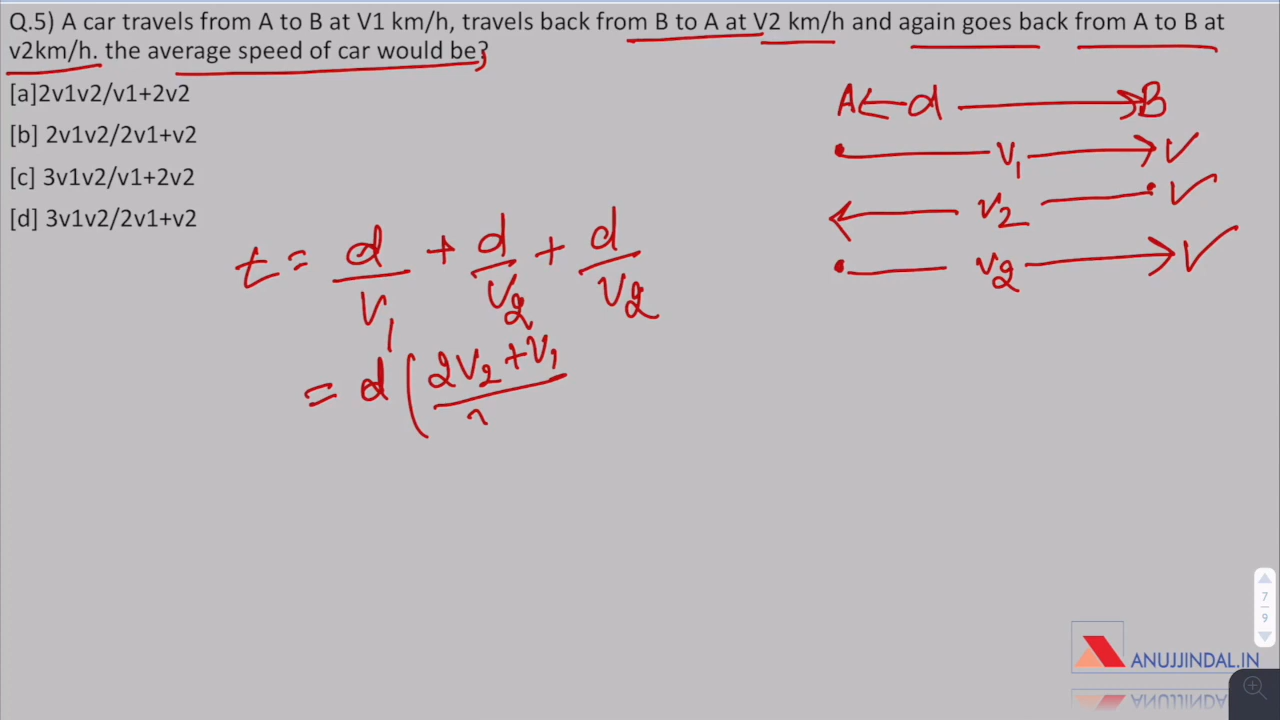 Q.5) A car travels from A to B at V1 km/h, travels back from B to A at V2 km/h and again goes back from A to B at
v2km/h. the average speed of car would be?
[a]2v1v2/v1+2v2
[b] 2v1v2/2v1+v2
[c] 3v1v2/v1+2v2
[d] 3v1v2/2v1+v2
A d B
V1
V2
V2
t = d/V1 + d/V2 + d/V2
= d ( 2V2 + V1
7
9
ANUJJINDAL.IN